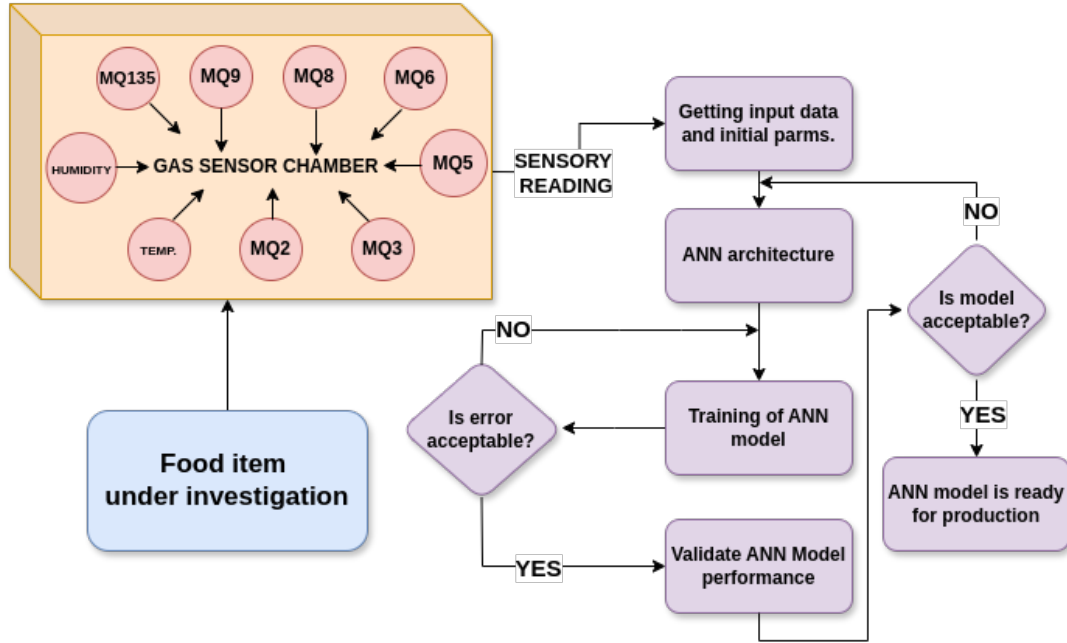 MQ135
MQ9
MQ8
MQ6
HUMIDITY
GAS SENSOR CHAMBER
MQ5
TEMP.
MQ2
MQ3
SENSORY
READING
Getting input data
and initial parms.
NO
ANN architecture
Is model
acceptable?
NO
YES
Is error
acceptable?
Training of ANN
model
Food item
under investigation
ANN model is ready
for production
YES
Validate ANN Model
performance